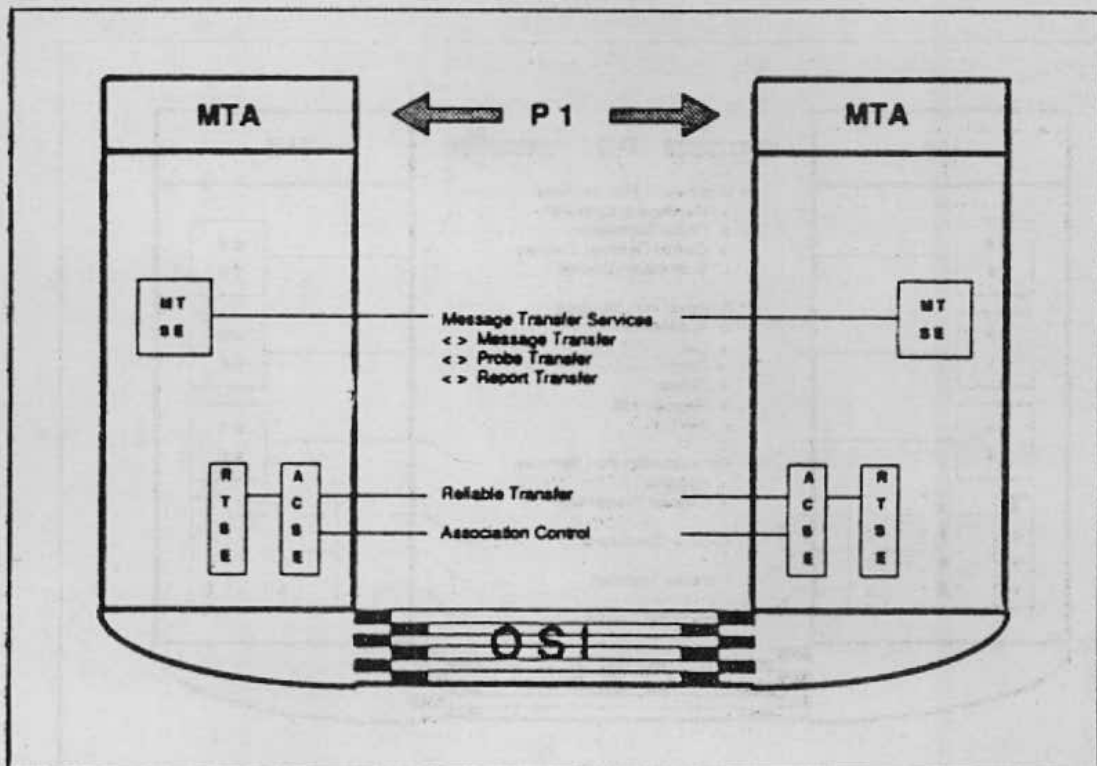 MTA
P 1
MTA
MT
SE
Message Transfer Services
< > Message Transfer
< > Probe Transfer
< > Report Transfer
MT
SE
R
T
S
E
A
C
S
E
Reliable Transfer
Association Control
A
C
S
E
R
T
S
E
OSI